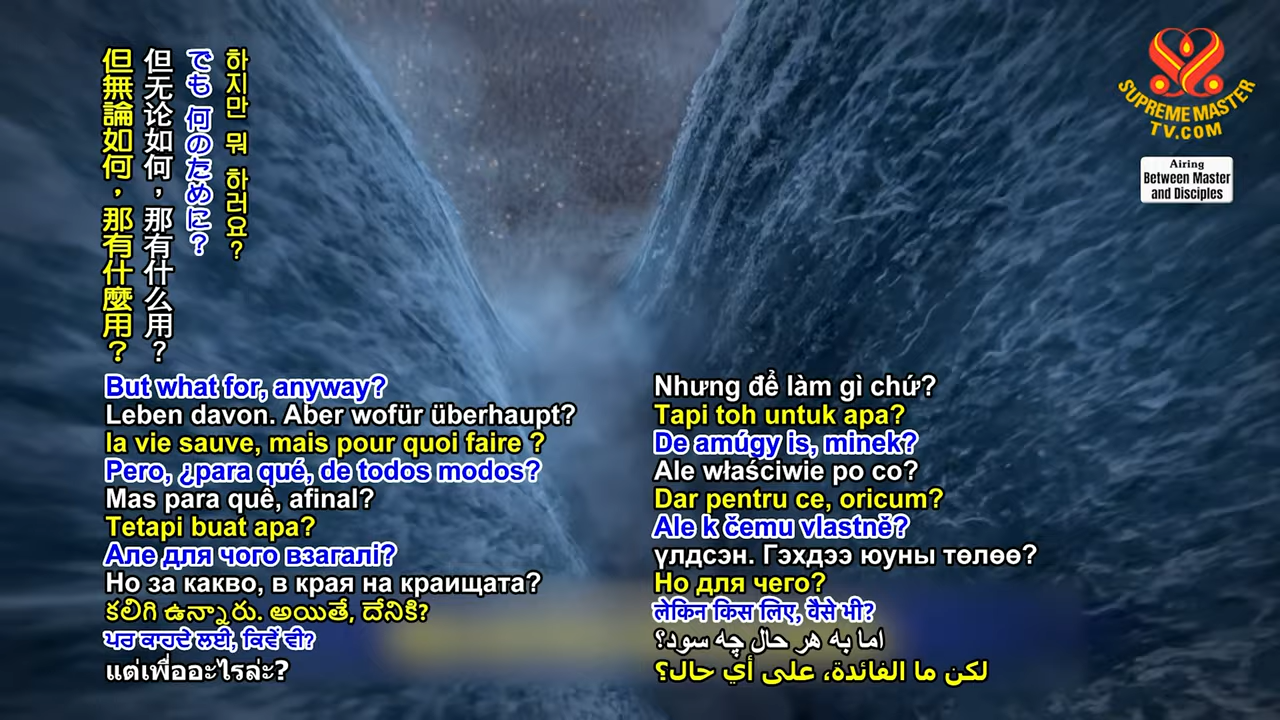 但無論如何，那有什麼用？
但无论如何，那有什么用？
でも 何のために？
하지만 뭐 하러요？
SUPREME MASTER
TV.COM
Airing
Between Master
and Disciples
But what for, anyway?
Leben davon. Aber wofür überhaupt?
la vie sauve, mais pour quoi faire ?
Pero, ¿para qué, de todos modos?
Mas para quê, afinal?
Tetapi buat apa?
Але для чого взагалі?
Но за какво, в края на краищата?
కలిగి ఉన్నారు. అయితే, దేనికి?
ਪਰ ਕਾਹਦੇ ਲਈ, ਕਿਵੇਂ ਵੀ?
แต่เพื่ออะไรล่ะ?
Nhưng để làm gì chứ?
Tapi toh untuk apa?
De amúgy is, minek?
Ale właściwie po co?
Dar pentru ce, oricum?
Ale k čemu vlastně?
үлдсэн. Гэхдээ юуны төлөө?
Но для чего?
लेकिन किस लिए, वैसे भी?
اما به هر حال چه سود؟
لكن ما الفائدة، على أي حال؟